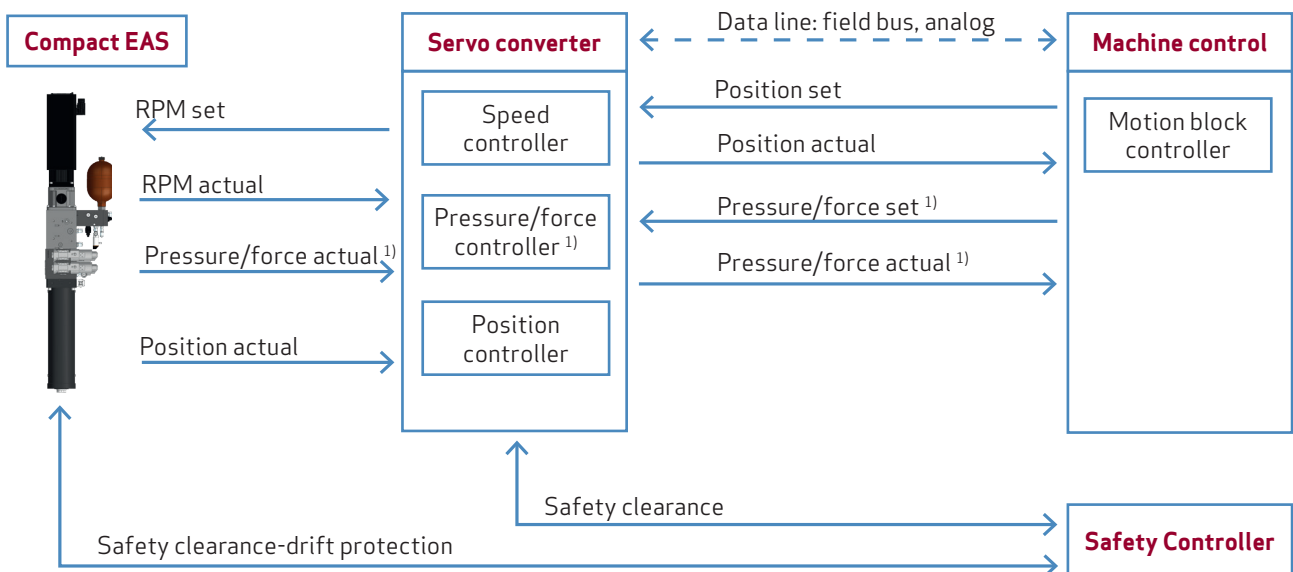 Compact EAS
Servo converter
Data line: field bus, analog
Machine control
RPM set
Speed
controller
Position set
Motion block
controller
Position actual
RPM actual
Pressure/force
controller 1)
Pressure/force set 1)
Pressure/force actual 1)
Pressure/force actual 1)
Position actual
Position
controller
Safety clearance
Safety clearance-drift protection
Safety Controller